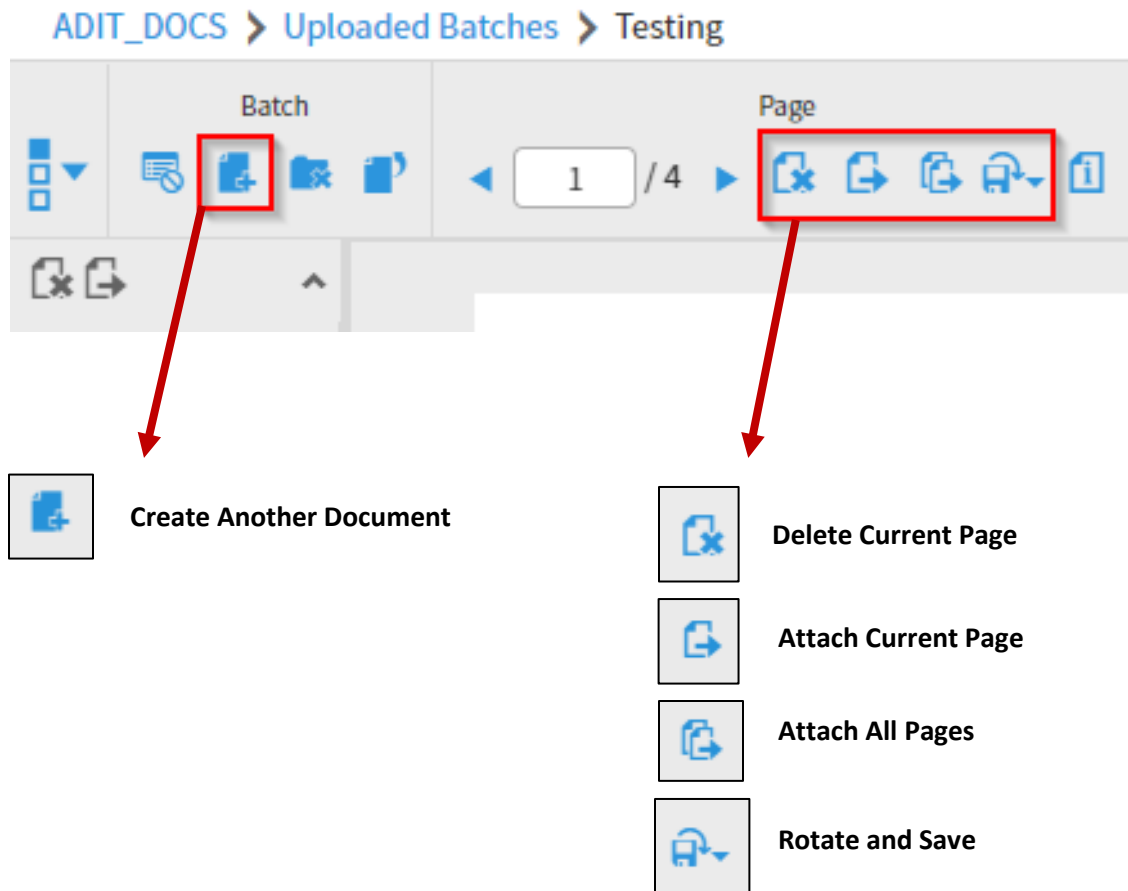 ADIT_DOCS > Uploaded Batches > Testing
Batch
Page
1 / 4
Create Another Document
Delete Current Page
Attach Current Page
Attach All Pages
Rotate and Save